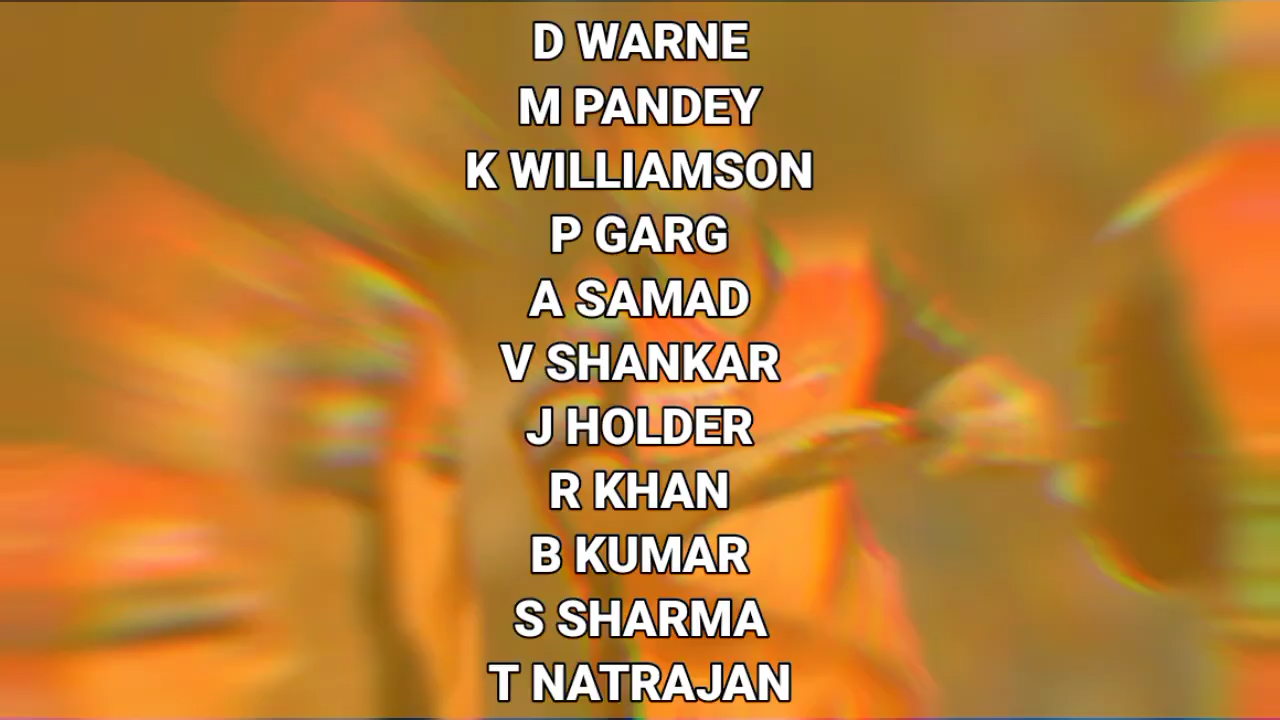 D WARNE
M PANDEY
K WILLIAMSON
P GARG
A SAMAD
V SHANKAR
J HOLDER
R KHAN
B KUMAR
S SHARMA
T NATRAJAN